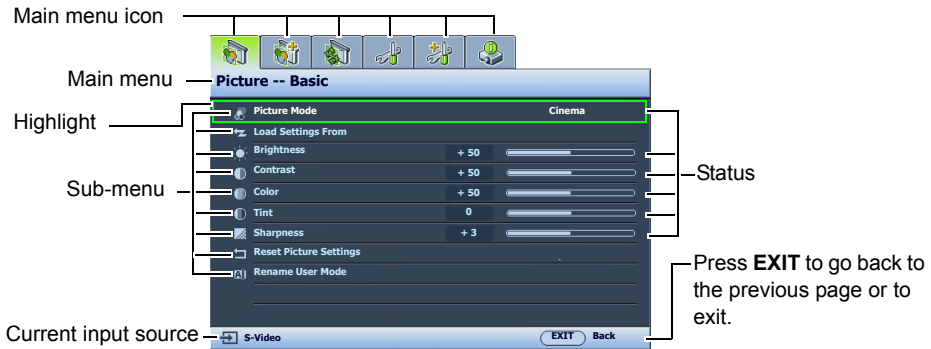 Main menu icon
Main menu
Picture -- Basic
Highlight
Picture Mode Cinema
Load Settings From
Brightness + 50
Contrast + 50
Status
Sub-menu
Color + 50
Tint 0
Sharpness + 3
Reset Picture Settings
Rename User Mode
Press EXIT to go back to
the previous page or to
exit.
Current input source
S-Video EXIT Back